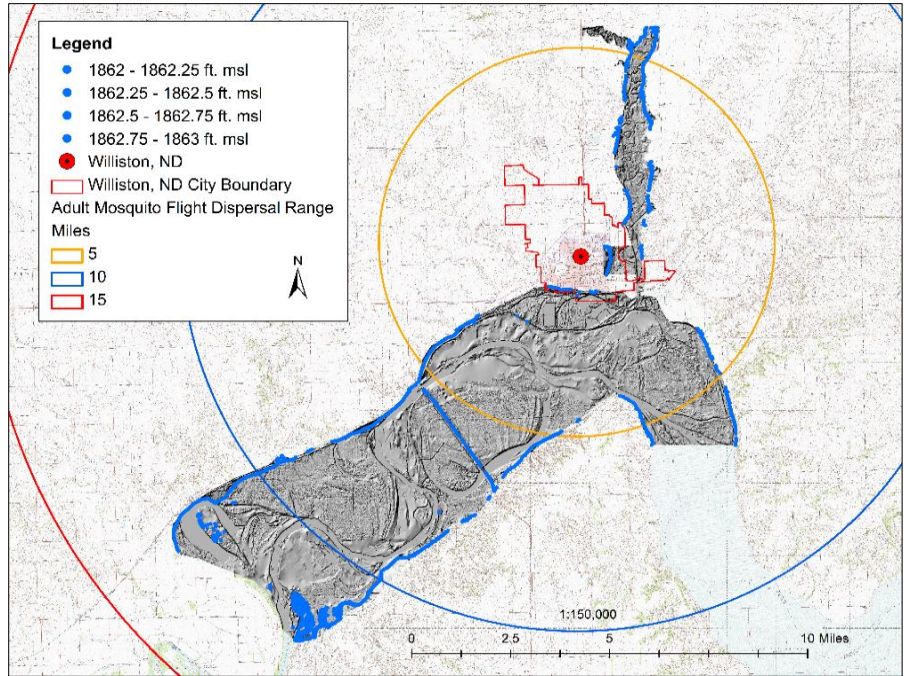 Legend
1862 - 1862.25 ft. msl
1862.25 - 1862.5 ft. msl
1862.5 - 1862.75 ft. msl
1862.75 - 1863 ft. msl
Williston, ND
Williston, ND City Boundary
Adult Mosquito Flight Dispersal Range
Miles
5
10
15
N
1:150,000
0 2.5 5 10 Miles